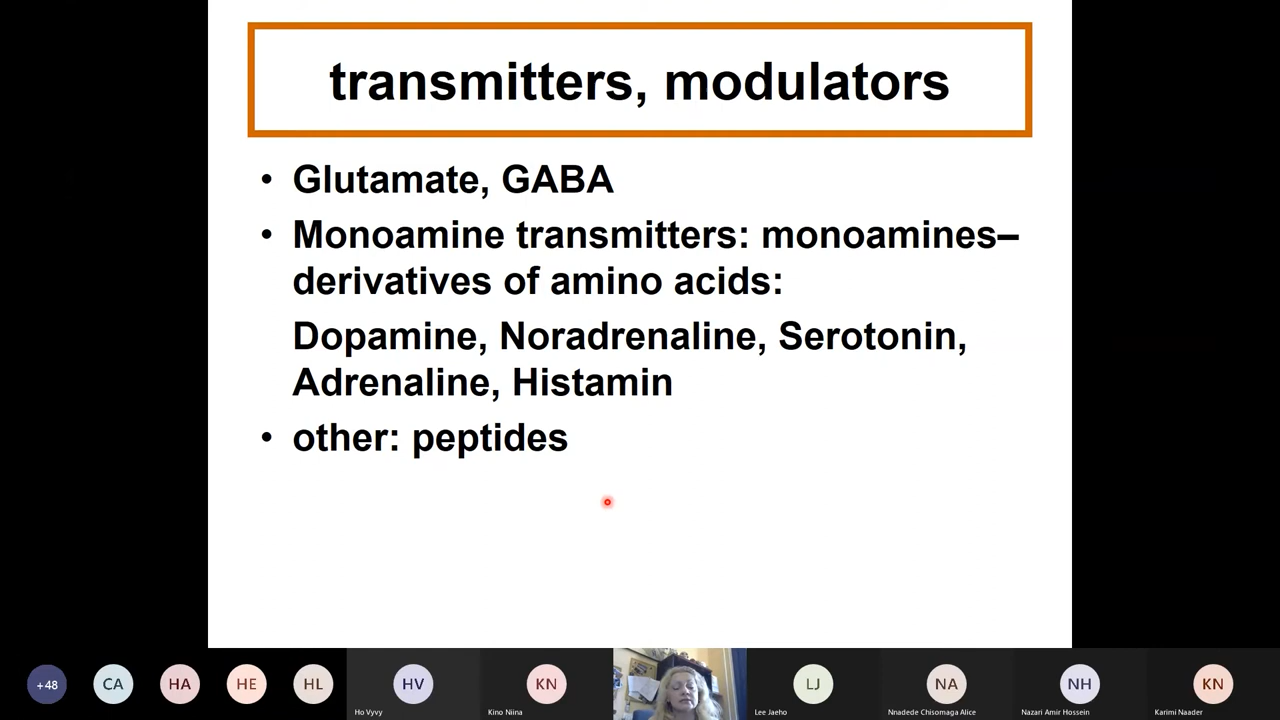 transmitters, modulators
• Glutamate, GABA
• Monoamine transmitters: monoamines–
derivatives of amino acids:
Dopamine, Noradrenaline, Serotonin,
Adrenaline, Histamin
• other: peptides
+48
CA
HA
HE
HL
HV
Ho Vyvy
KN
Kino Niina
LJ
Lee Jaeho
NA
Nnadede Chisomaga Alice
NH
Nazari Amir Hossein
KN
Karimi Naader